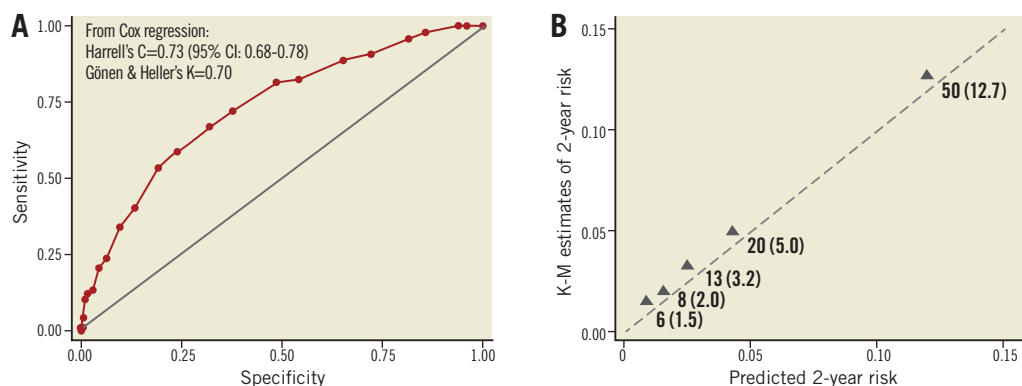 A
From Cox regression:
Harrell's C=0.73 (95% CI: 0.68-0.78)
Gönen & Heller's K=0.70
1.00
0.75
0.50
0.25
0.00
Sensitivity
0.00 0.25 0.50 0.75 1.00
Specificity
B
0.15
0.10
0.05
0.00
K-M estimates of 2-year risk
50 (12.7)
20 (5.0)
13 (3.2)
8 (2.0)
6 (1.5)
0 0.05 0.10 0.15
Predicted 2-year risk